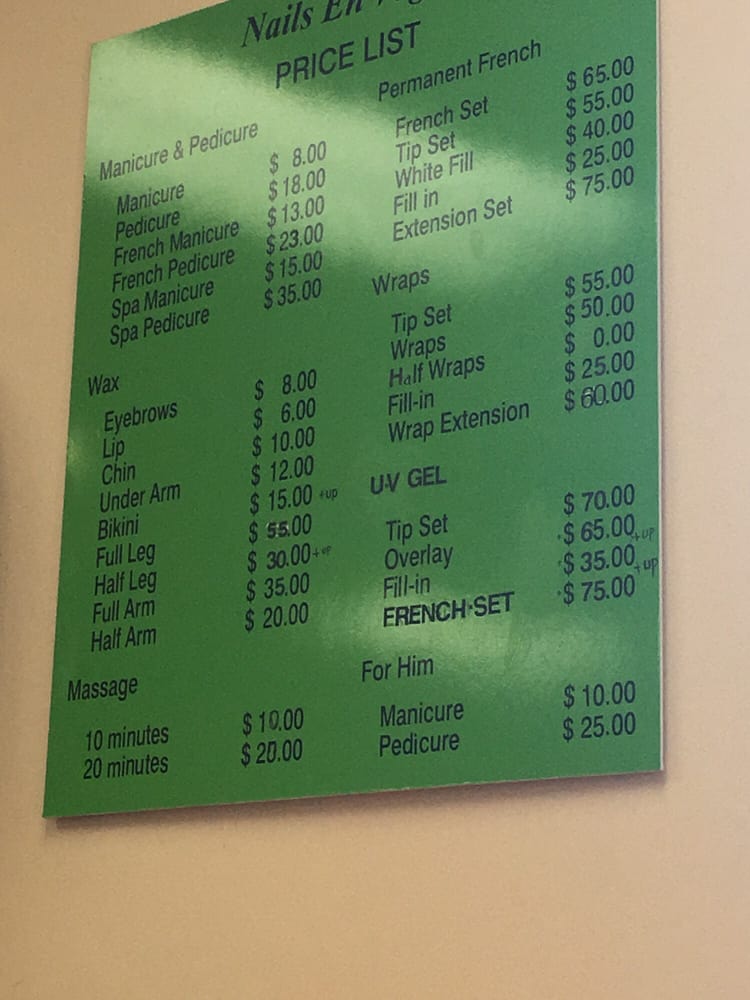 Nails En
PRICE LIST
Manicure & Pedicure
Manicure $ 8.00
Pedicure $ 18.00
French Manicure $ 13.00
French Pedicure $ 23.00
Spa Manicure $ 15.00
Spa Pedicure $ 35.00
Wax
Eyebrows $ 8.00
Lip $ 6.00
Chin $ 10.00
Under Arm $ 12.00
Bikini $ 15.00 +up
Full Leg $ 55.00
Half Leg $ 30.00 +up
Full Arm $ 35.00
Half Arm $ 20.00
Massage
10 minutes $ 10.00
20 minutes $ 20.00
Permanent French
French Set $ 65.00
Tip Set $ 55.00
White Fill $ 40.00
Fill in $ 25.00
Extension Set $ 75.00
Wraps
Tip Set $ 55.00
Wraps $ 50.00
Half Wraps $ 0.00
Fill-in $ 25.00
Wrap Extension $ 60.00
U-V GEL
Tip Set $ 70.00
Overlay $ 65.00 +up
Fill-in $ 35.00 +up
FRENCH SET $ 75.00
For Him
Manicure $ 10.00
Pedicure $ 25.00